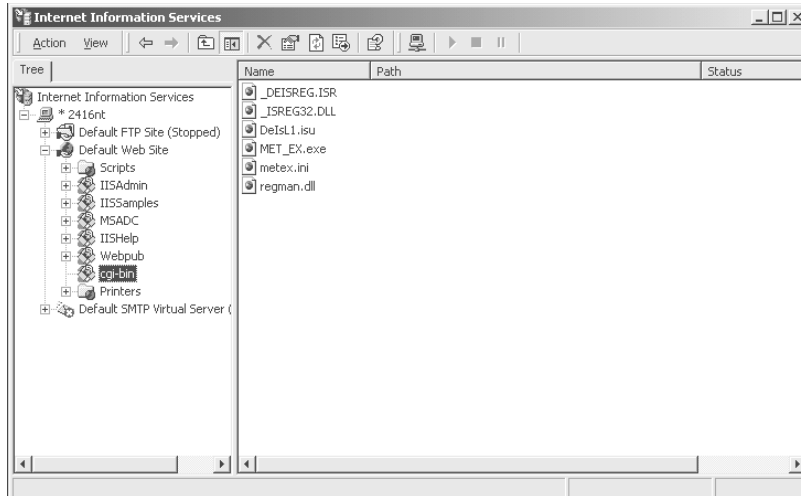 Internet Information Services
Action View
Tree
Name Path Status
Internet Information Services
* 2416nt
Default FTP Site (Stopped)
Default Web Site
Scripts
IISAdmin
IISSamples
MSADC
IISHelp
Webpub
cgi-bin
Printers
Default SMTP Virtual Server (
_DEISREG.ISR
_ISREG32.DLL
DeIsL1.isu
MET_EX.exe
metex.ini
regman.dll